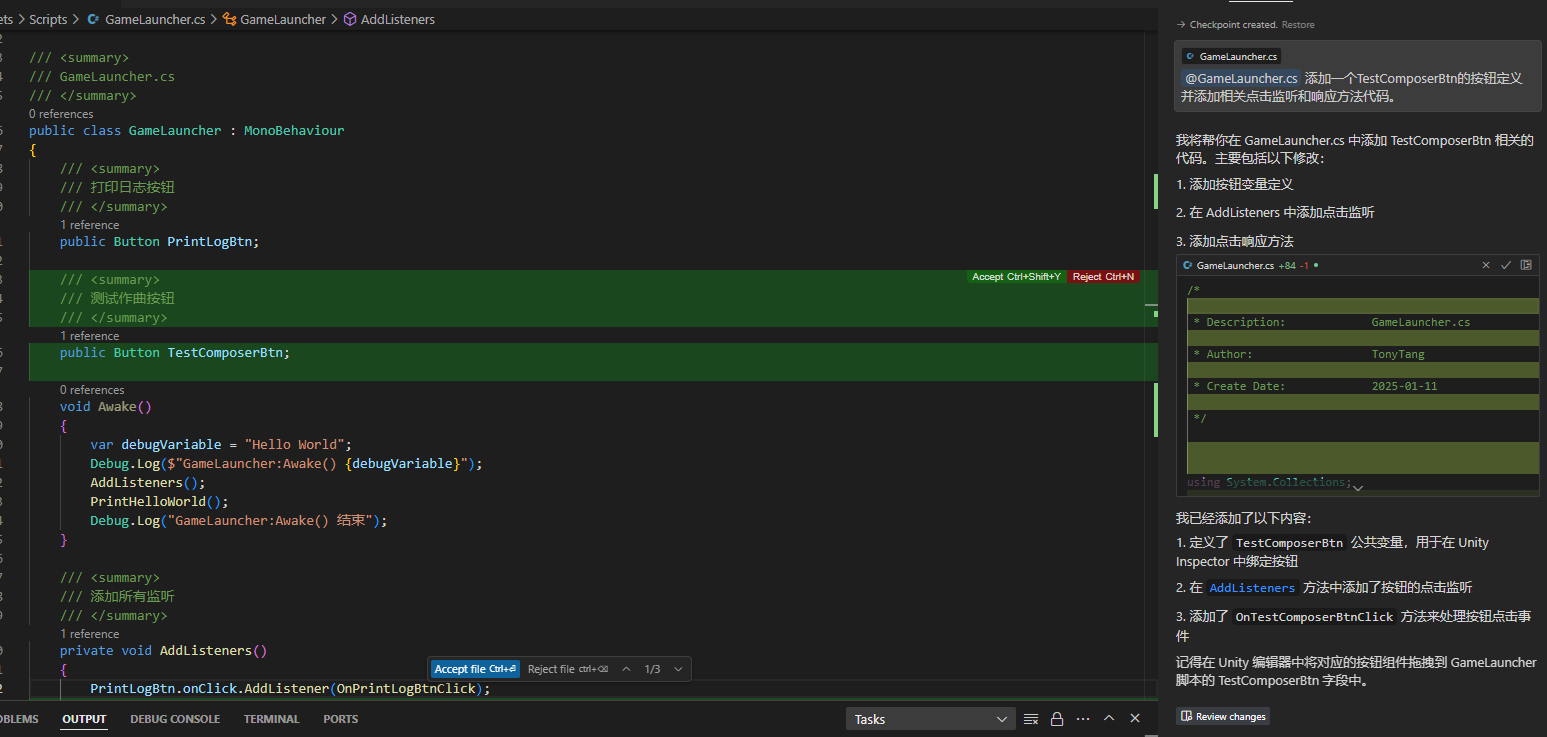 ets > Scripts > GameLauncher.cs > GameLauncher > AddListeners
/// <summary>
/// GameLauncher.cs
/// </summary>
0 references
public class GameLauncher : MonoBehaviour
{
/// <summary>
/// 打印日志按钮
/// </summary>
1 reference
public Button PrintLogBtn;
/// <summary>
/// 测试作曲按钮
/// </summary>
Accept Ctrl+Shift+Y Reject Ctrl+N
1 reference
public Button TestComposerBtn;
0 references
void Awake()
{
var debugVariable = "Hello World";
Debug.Log($"GameLauncher:Awake() {debugVariable}");
AddListeners();
PrintHelloWorld();
Debug.Log("GameLauncher:Awake() 结束");
}
/// <summary>
/// 添加所有监听
/// </summary>
1 reference
private void AddListeners()
{
PrintLogBtn.onClick.AddListener(OnPrintLogBtnClick);
Accept file Ctrl+⏎ Reject file ctrl+⌫ 1/3
OBLEMS OUTPUT DEBUG CONSOLE TERMINAL PORTS
Tasks
Checkpoint created. Restore
GameLauncher.cs
@GameLauncher.cs 添加一个TestComposerBtn的按钮定义
并添加相关点击监听和响应方法代码。
我将帮你在 GameLauncher.cs 中添加 TestComposerBtn 相关的
代码。主要包括以下修改：
1. 添加按钮变量定义
2. 在 AddListeners 中添加点击监听
3. 添加点击响应方法
GameLauncher.cs +84 -1
/*
* Description: GameLauncher.cs
* Author: TonyTang
* Create Date: 2025-01-11
*/
using System.Collections;
我已经添加了以下内容：
1. 定义了 TestComposerBtn 公共变量，用于在 Unity
Inspector 中绑定按钮
2. 在 AddListeners 方法中添加了按钮的点击监听
3. 添加了 OnTestComposerBtnClick 方法来处理按钮点击事
件
记得在 Unity 编辑器中将对应的按钮组件拖拽到 GameLauncher
脚本的 TestComposerBtn 字段中。
Review changes